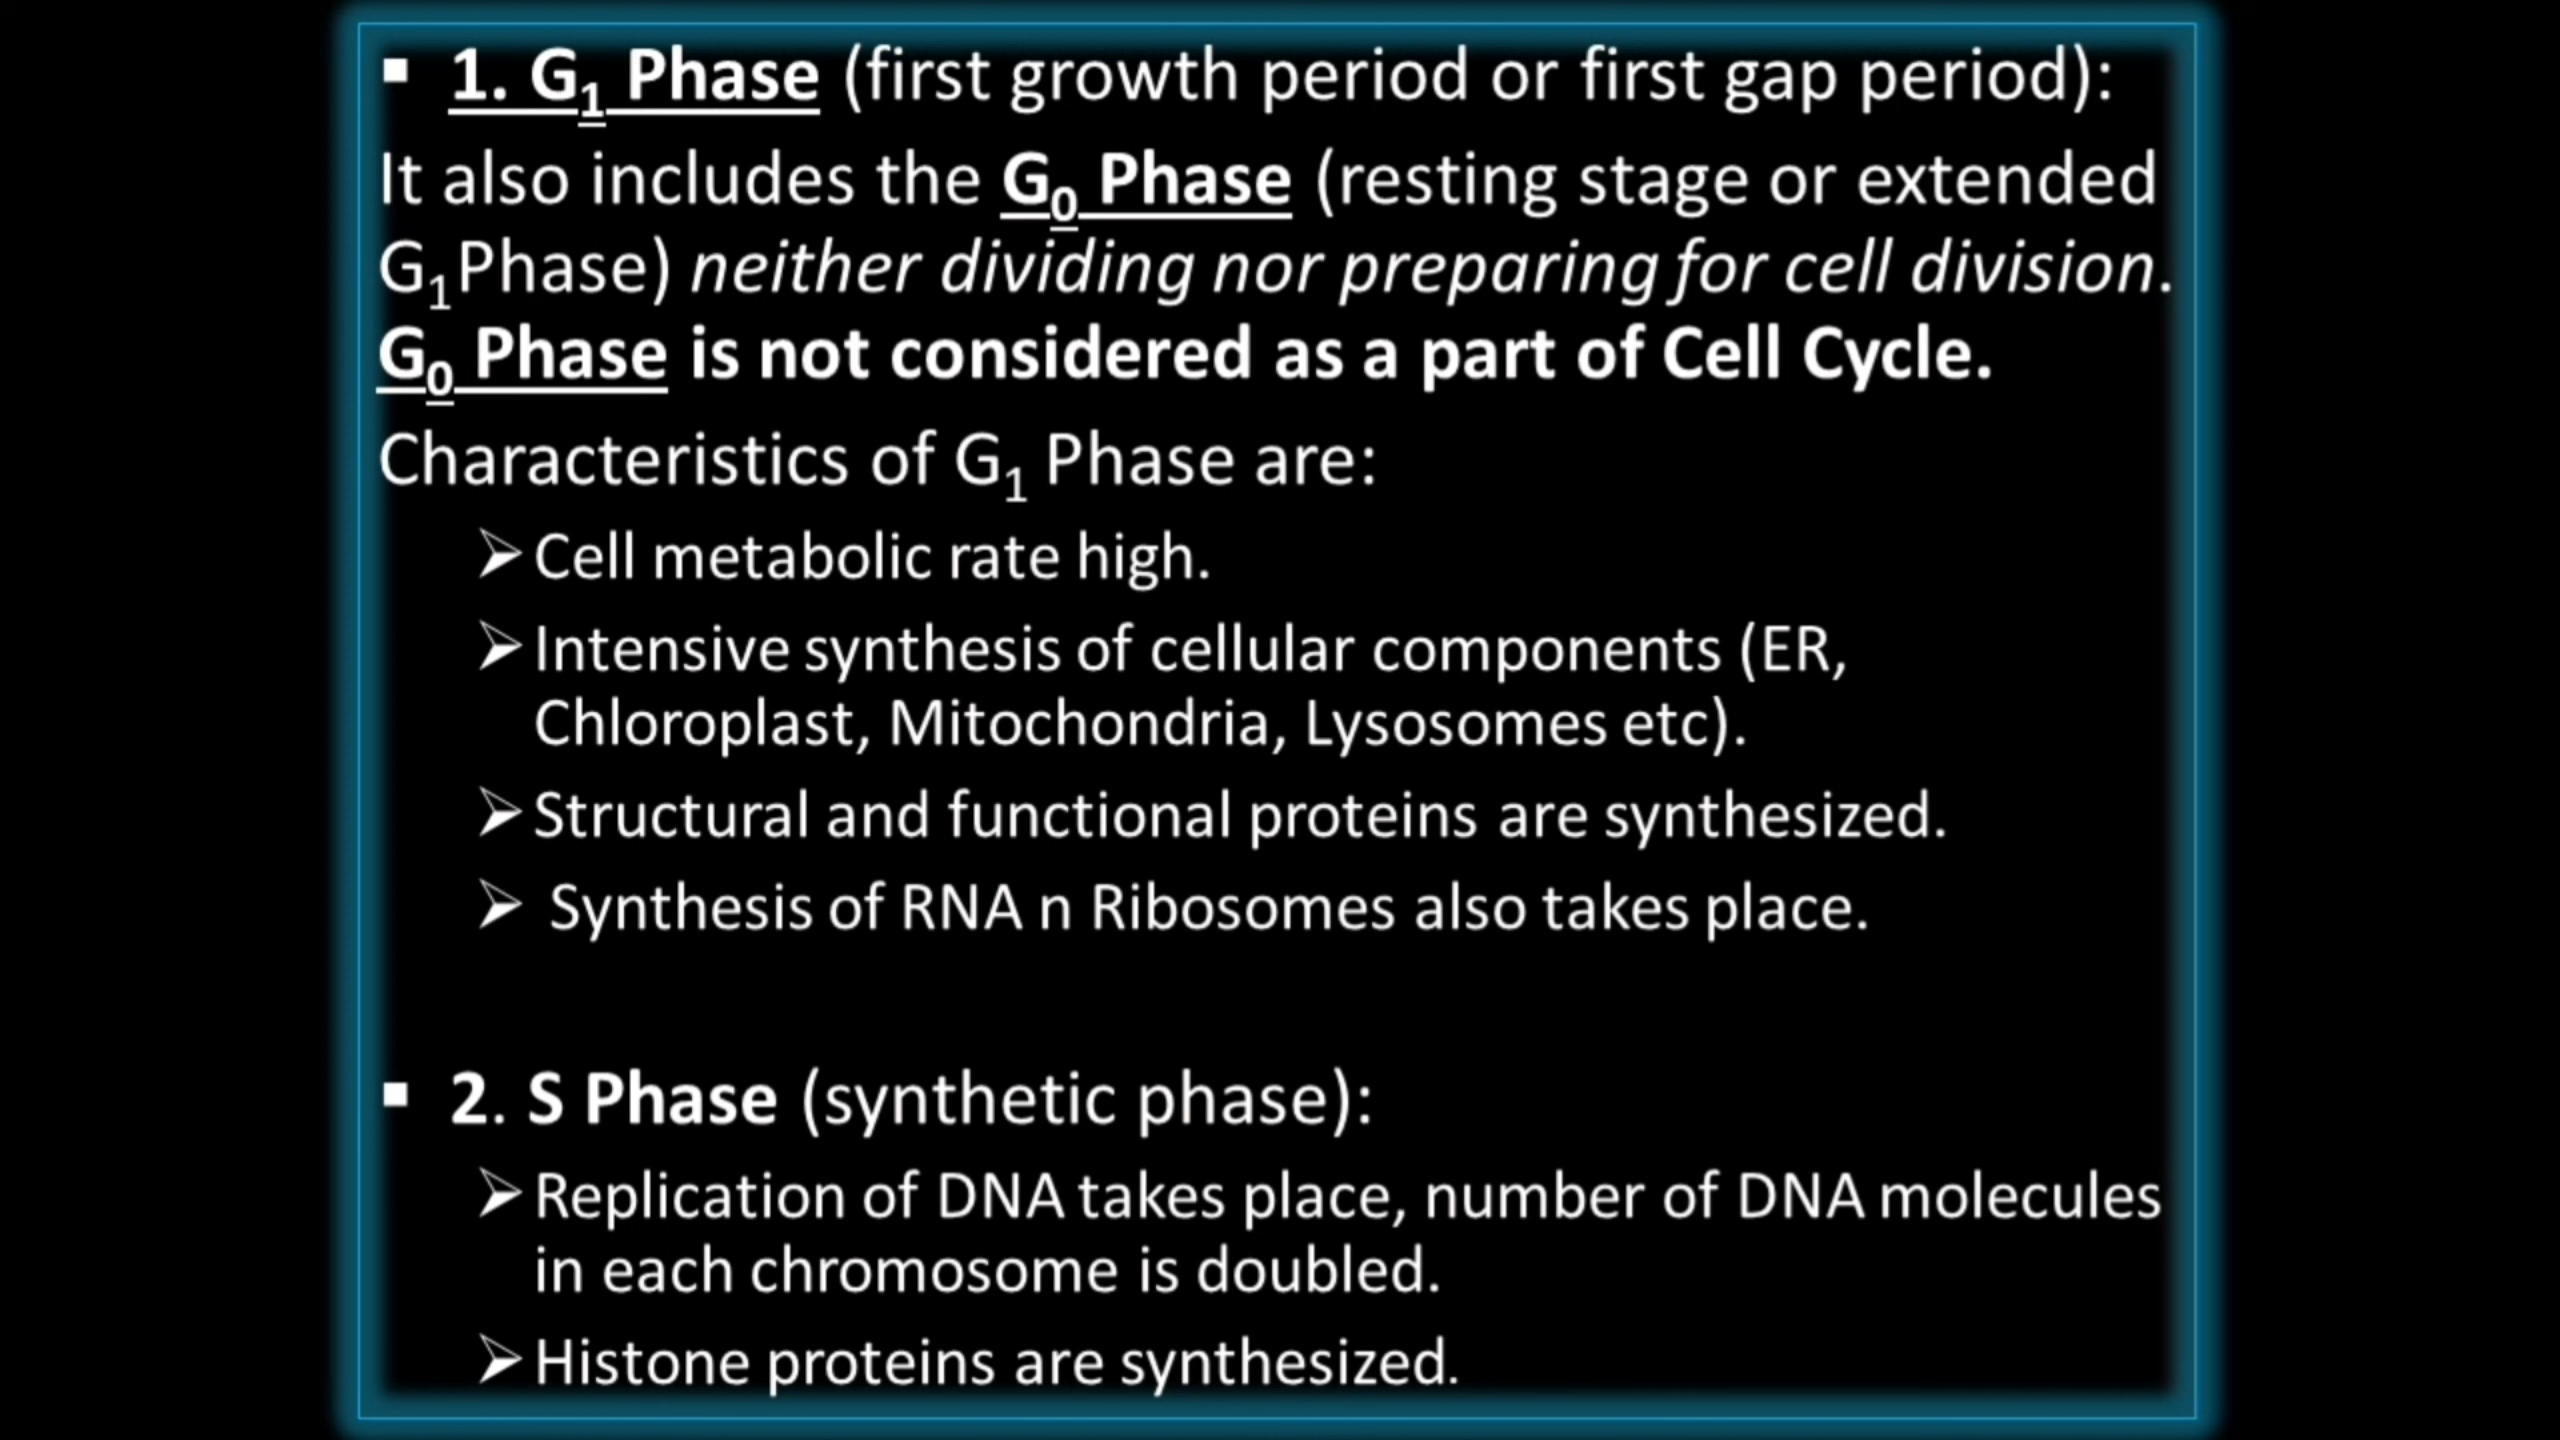 ▪ 1. G₁ Phase (first growth period or first gap period):
It also includes the G₀ Phase (resting stage or extended
G₁Phase) neither dividing nor preparing for cell division.
G₀ Phase is not considered as a part of Cell Cycle.
Characteristics of G₁ Phase are:
➢ Cell metabolic rate high.
➢ Intensive synthesis of cellular components (ER,
Chloroplast, Mitochondria, Lysosomes etc).
➢ Structural and functional proteins are synthesized.
➢ Synthesis of RNA n Ribosomes also takes place.
▪ 2. S Phase (synthetic phase):
➢ Replication of DNA takes place, number of DNA molecules
in each chromosome is doubled.
➢ Histone proteins are synthesized.